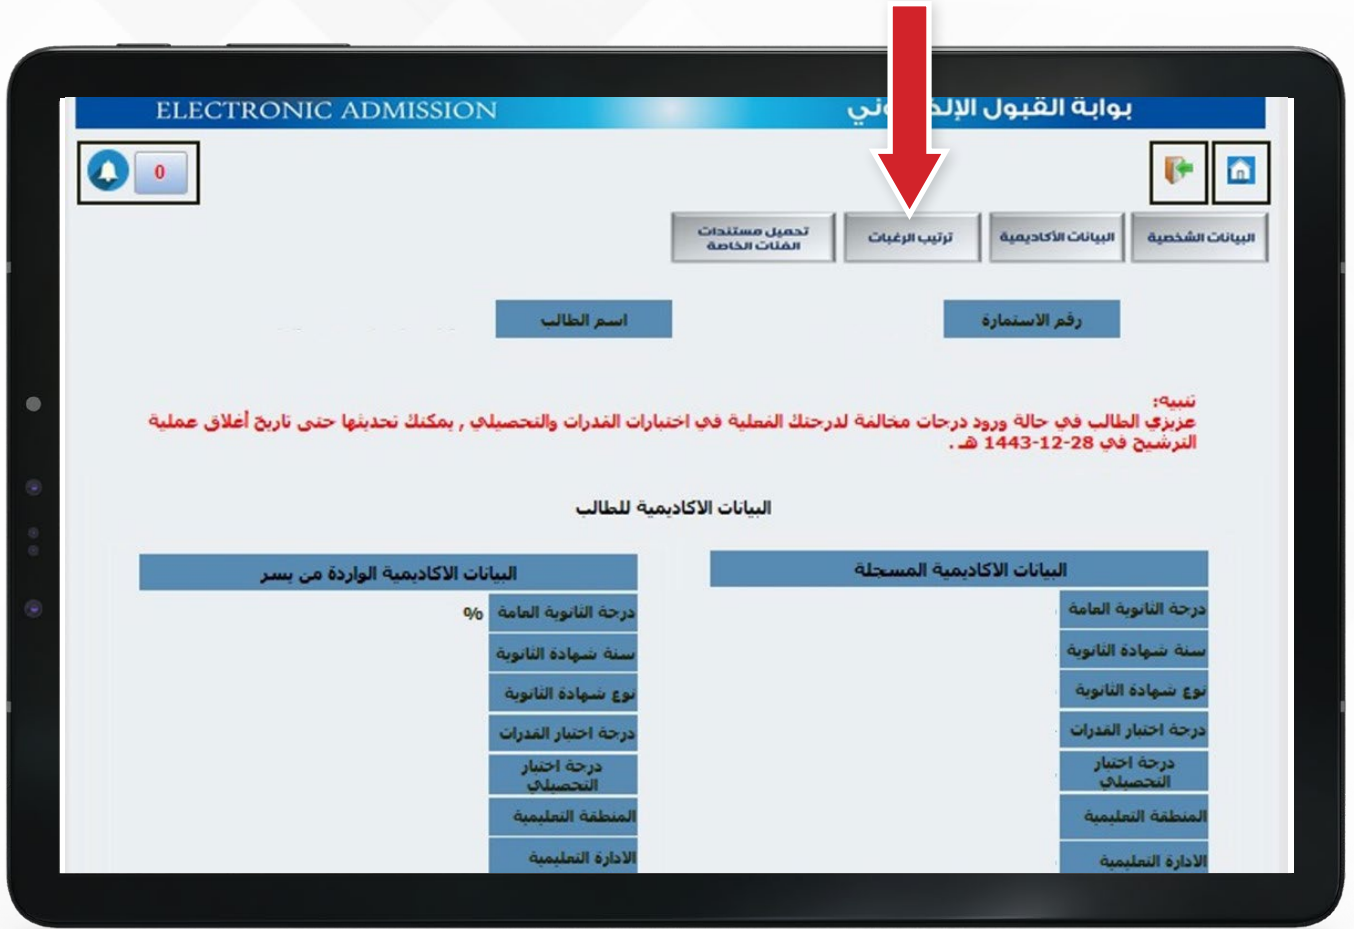 بوابة القبول الإلكتروني
ELECTRONIC ADMISSION
0
البيانات الشخصية
البيانات الأكاديمية
ترتيب الرغبات
تحميل مستندات
الفئات الخاصة
رقم الاستمارة
اسم الطالب
تنبيه:
عزيزي الطالب في حالة ورود درجات مخالفة لدرجتك الفعلية في اختبارات القدرات والتحصيلي , يمكنك تحديثها حتى تاريخ أغلاق عملية
الترشيح في 28-12-1443 هـ .
البيانات الاكاديمية للطالب
البيانات الاكاديمية المسجلة
درجة الثانوية العامة
سنة شهادة الثانوية
نوع شهادة الثانوية
درجة اختبار القدرات
درجة اختبار
التحصيلي
المنطقة التعليمية
الادارة التعليمية
البيانات الاكاديمية الواردة من يسر
درجة الثانوية العامة %
سنة شهادة الثانوية
نوع شهادة الثانوية
درجة اختبار القدرات
درجة اختبار
التحصيلي
المنطقة التعليمية
الادارة التعليمية